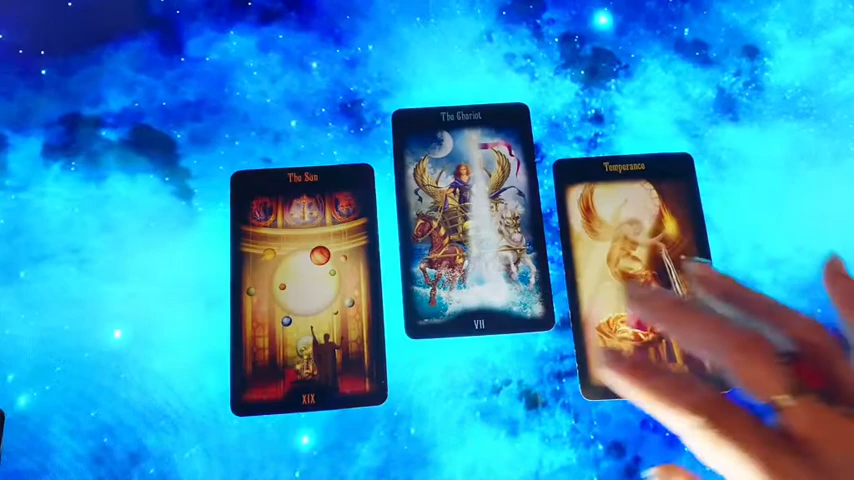 The Sun
XIX
The Chariot
VII
Temperance